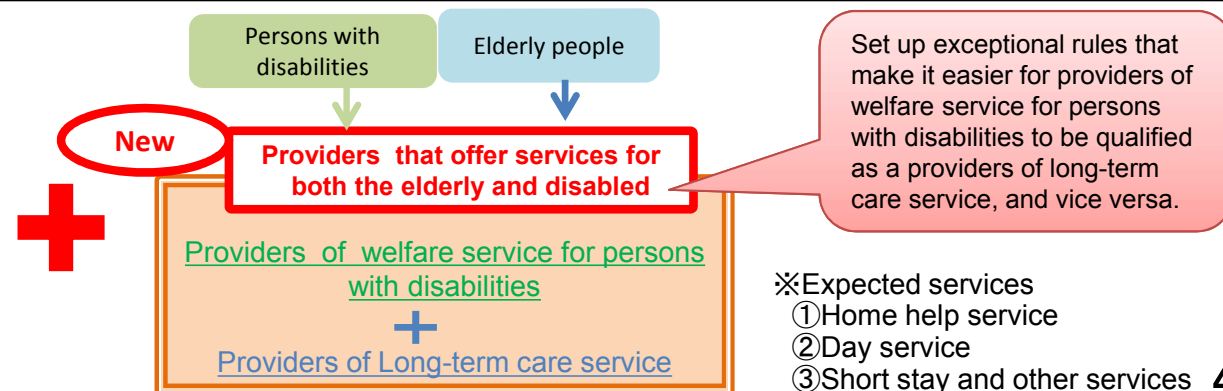 Persons with
disabilities
Elderly people
New
Providers that offer services for
both the elderly and disabled
Set up exceptional rules that
make it easier for providers of
welfare service for persons
with disabilities to be qualified
as a providers of long-term
care service, and vice versa.
Providers of welfare service for persons
with disabilities
+
Providers of Long-term care service
※Expected services
①Home help service
②Day service
③Short stay and other services